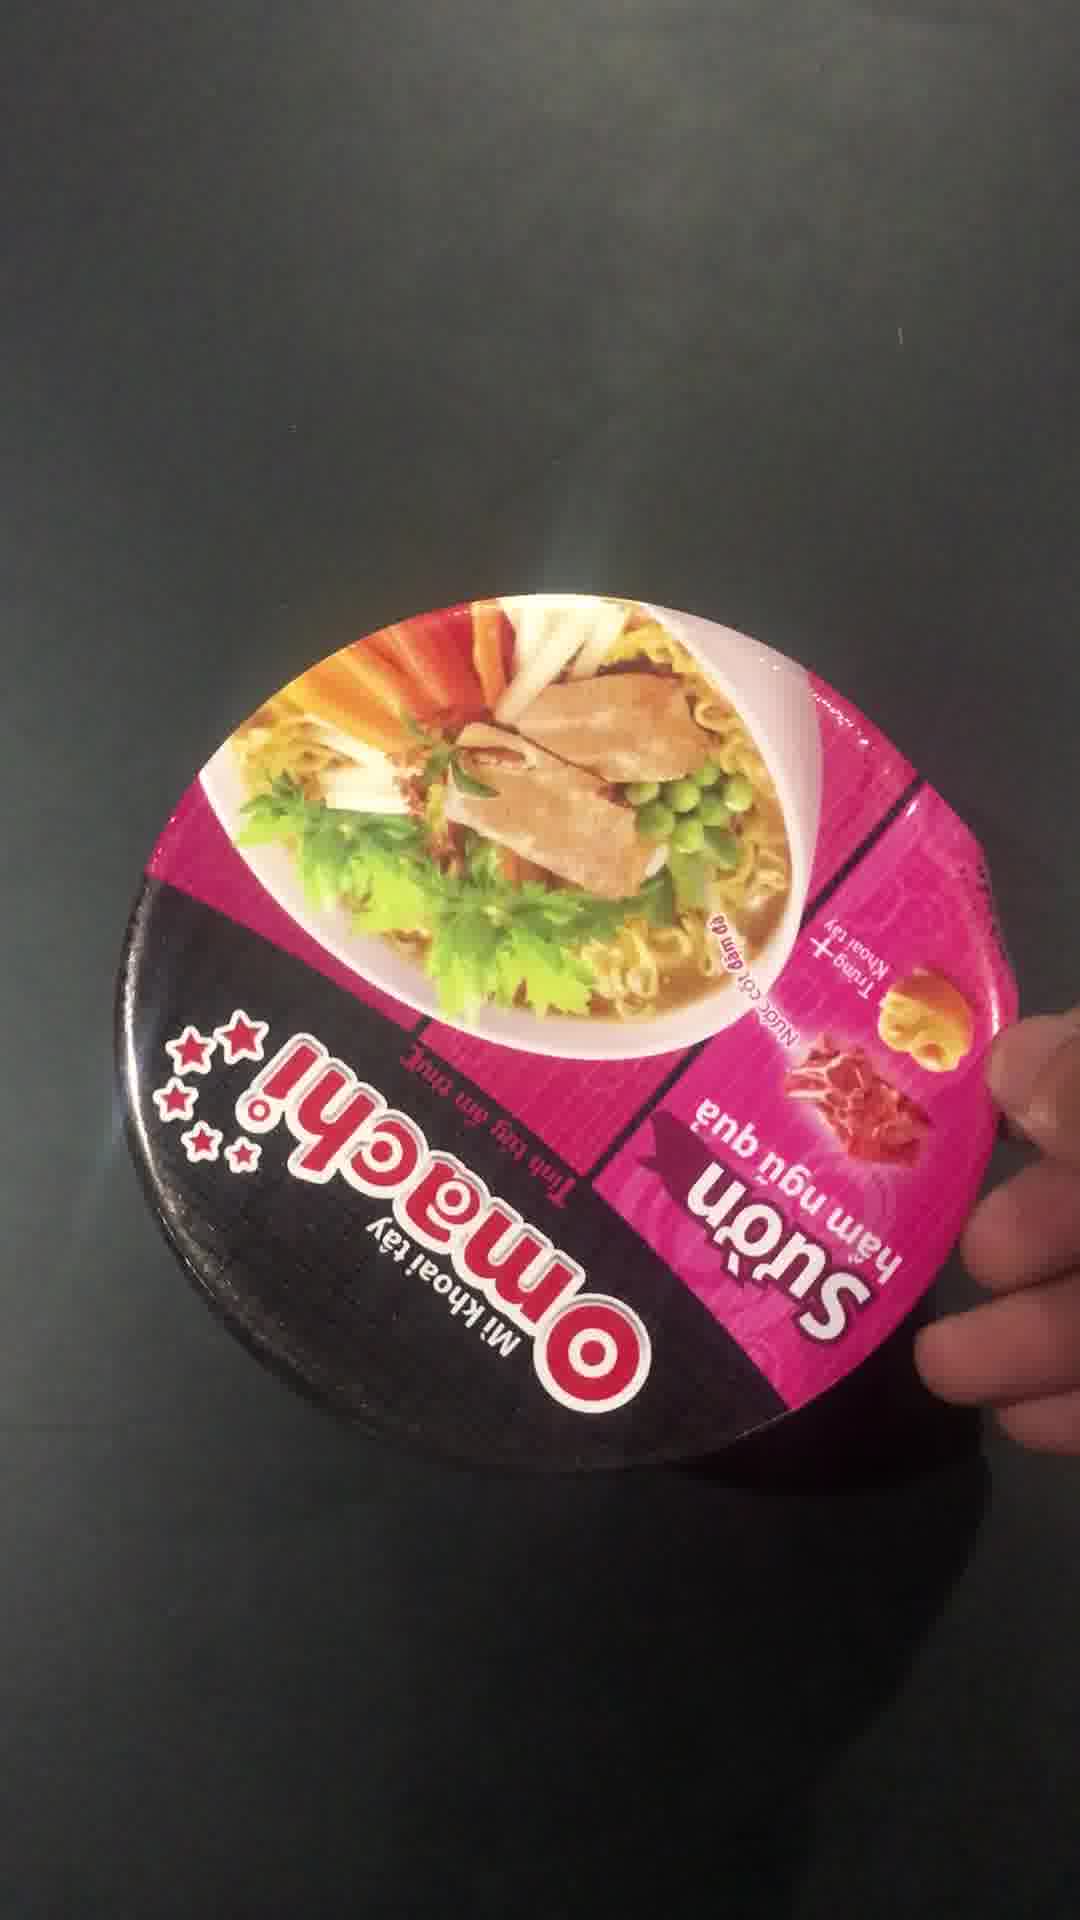 Mì khoai tây
Omachi
Tinh túy ẩm thực
Sườn
hầm ngũ quả
Nước cốt đậm đà
Trứng
+
Khoai tây